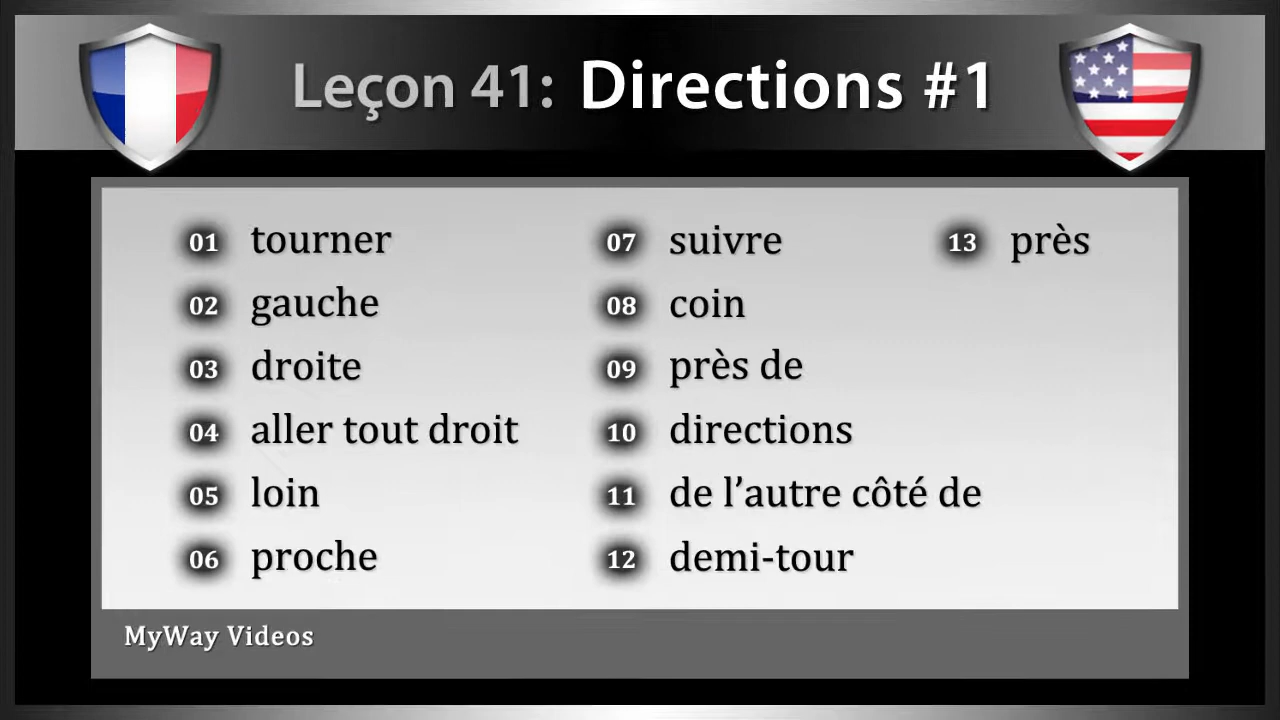 Leçon 41: Directions #1
01 tourner
02 gauche
03 droite
04 aller tout droit
05 loin
06 proche
07 suivre
08 coin
09 près de
10 directions
11 de l’autre côté de
12 demi-tour
13 près
MyWay Videos